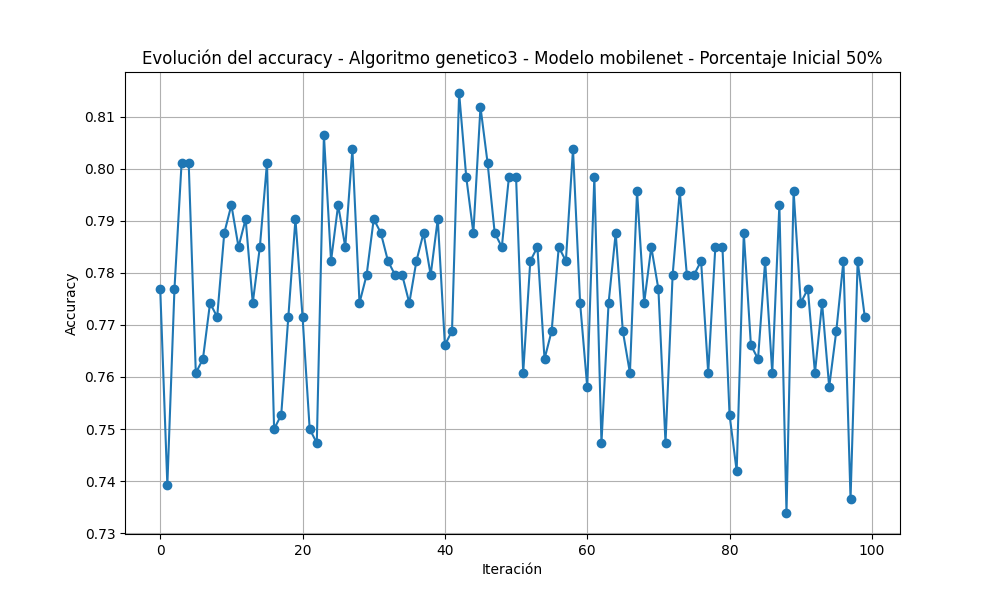 Evolución del accuracy - Algoritmo genetico3 - Modelo mobilenet - Porcentaje Inicial 50%
Accuracy
0.81
0.80
0.79
0.78
0.77
0.76
0.75
0.74
0.73
0 20 40 60 80 100
Iteración